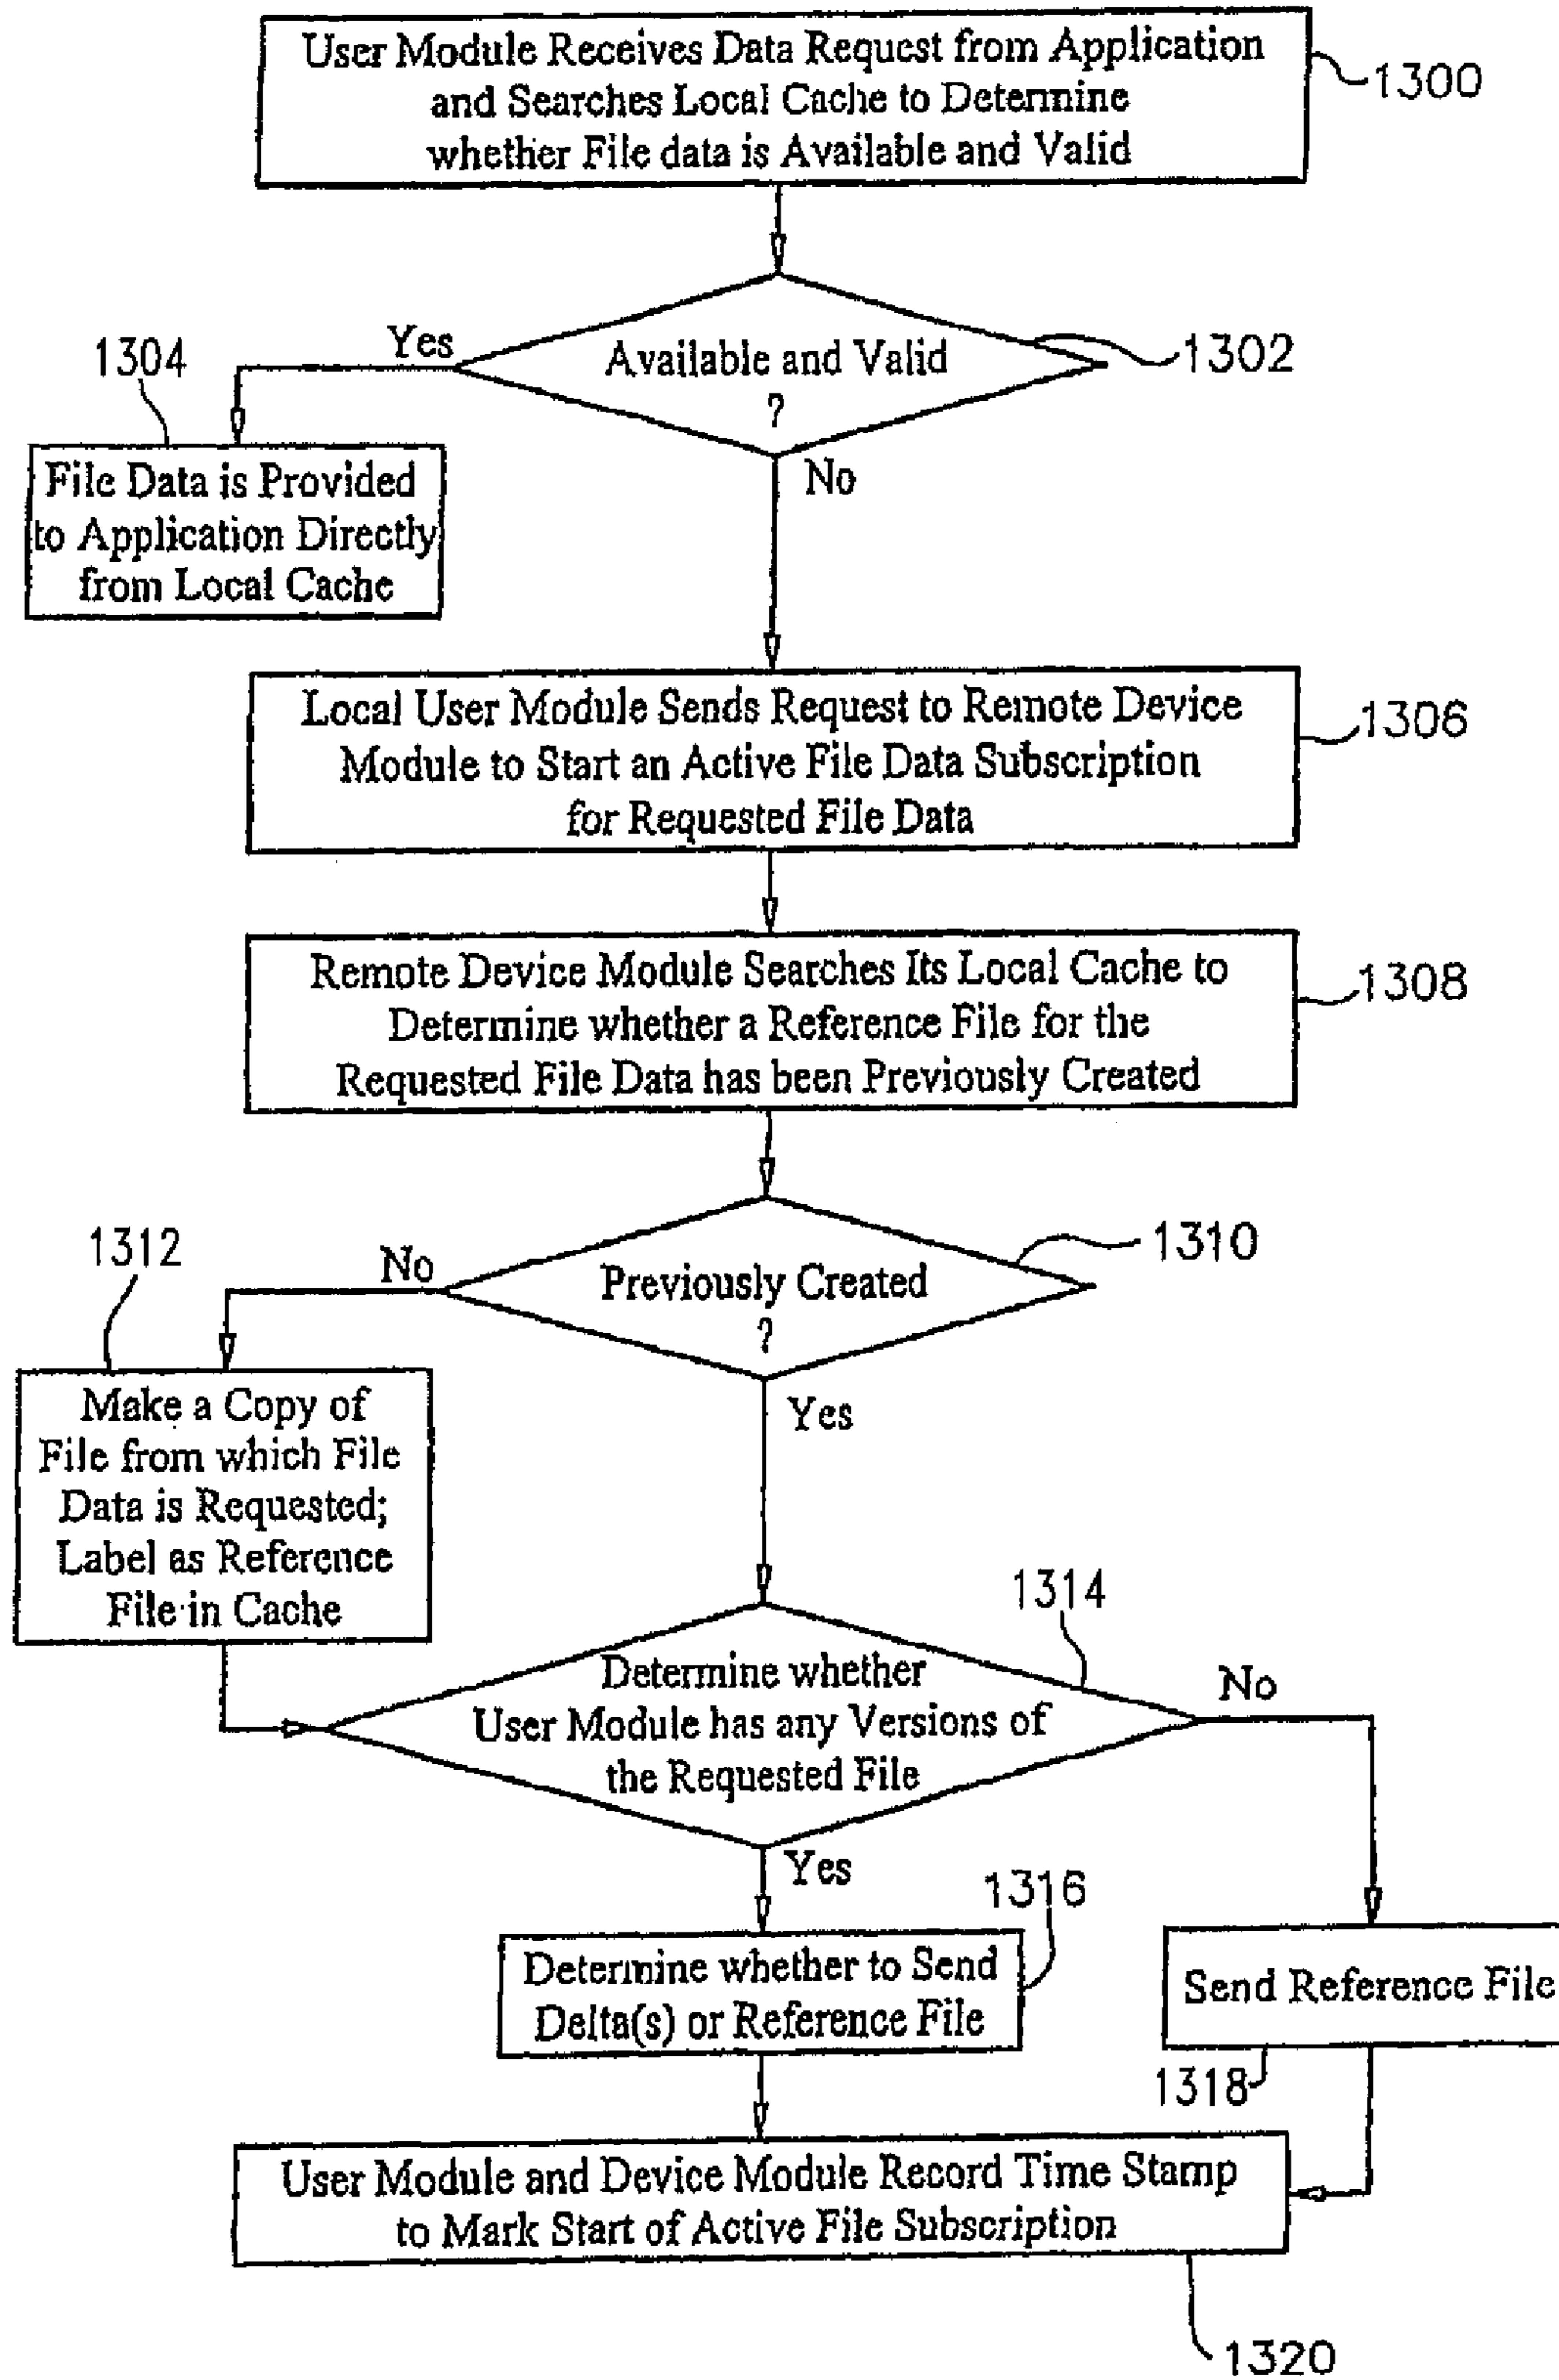 User Module Receives Data Request from Application
and Searches Local Cache to Determine
whether File data is Available and Valid
1300
Available and Valid
?
1302
Yes
No
1304
File Data is Provided
to Application Directly
from Local Cache
Local User Module Sends Request to Remote Device
Module to Start an Active File Data Subscription
for Requested File Data
1306
Remote Device Module Searches Its Local Cache to
Determine whether a Reference File for the
Requested File Data has been Previously Created
1308
Previously Created
?
1310
No
Yes
1312
Make a Copy of
File from which File
Data is Requested;
Label as Reference
File in Cache
1314
Determine whether
User Module has any Versions of
the Requested File
No
Yes
1316
Determine whether to Send
Delta(s) or Reference File
Send Reference File
1318
User Module and Device Module Record Time Stamp
to Mark Start of Active File Subscription
1320